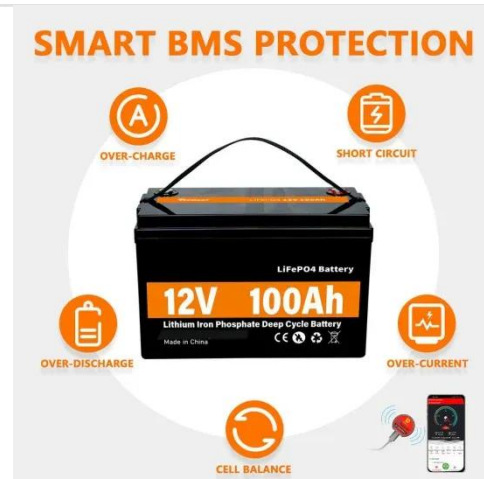 SMART BMS PROTECTION
OVER-CHARGE
SHORT CIRCUIT
LiFePO4 Battery
12V 100Ah
Lithium Iron Phosphate Deep Cycle Battery
Made in China
CE
OVER-DISCHARGE
OVER-CURRENT
CELL BALANCE